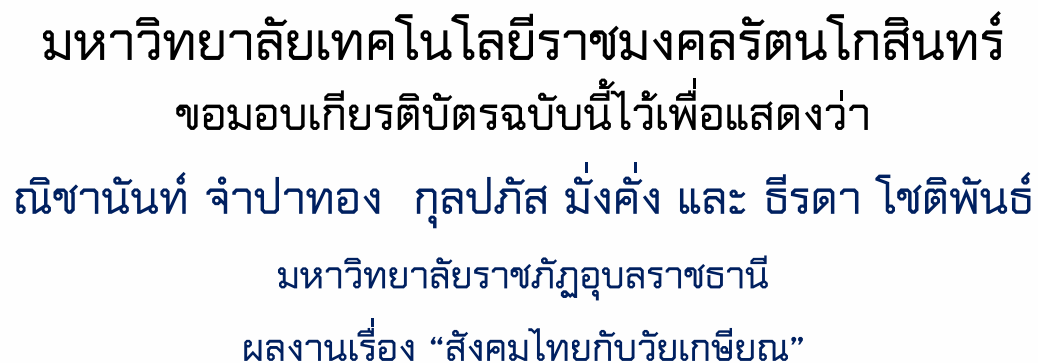 มหาวิทยาลัยเทคโนโลยีราชมงคลรัตนโกสินทร์
ขอมอบเกียรติบัตรฉบับนี้ไว้เพื่อแสดงว่า
ณิชานันท์ จำปาทอง กุลปภัส มั่งคั่ง และ ธีรดา โชติพันธ์
มหาวิทยาลัยราชภัฏอุบลราชธานี
ผลงานเรื่อง “สังคมไทยกับวัยเกษียณ”